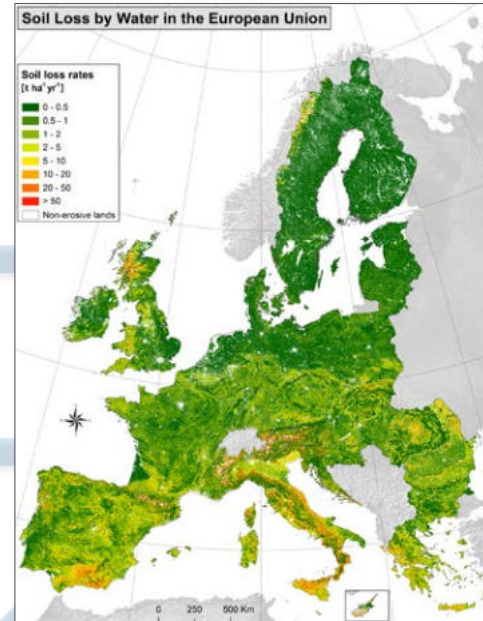 Soil Loss by Water in the European Union
Soil loss rates
[t ha⁻¹ yr⁻¹]
0 - 0.5
0.5 - 1
1 - 2
2 - 5
5 - 10
10 - 20
20 - 50
> 50
Non-erosive lands
0 250 500 Km